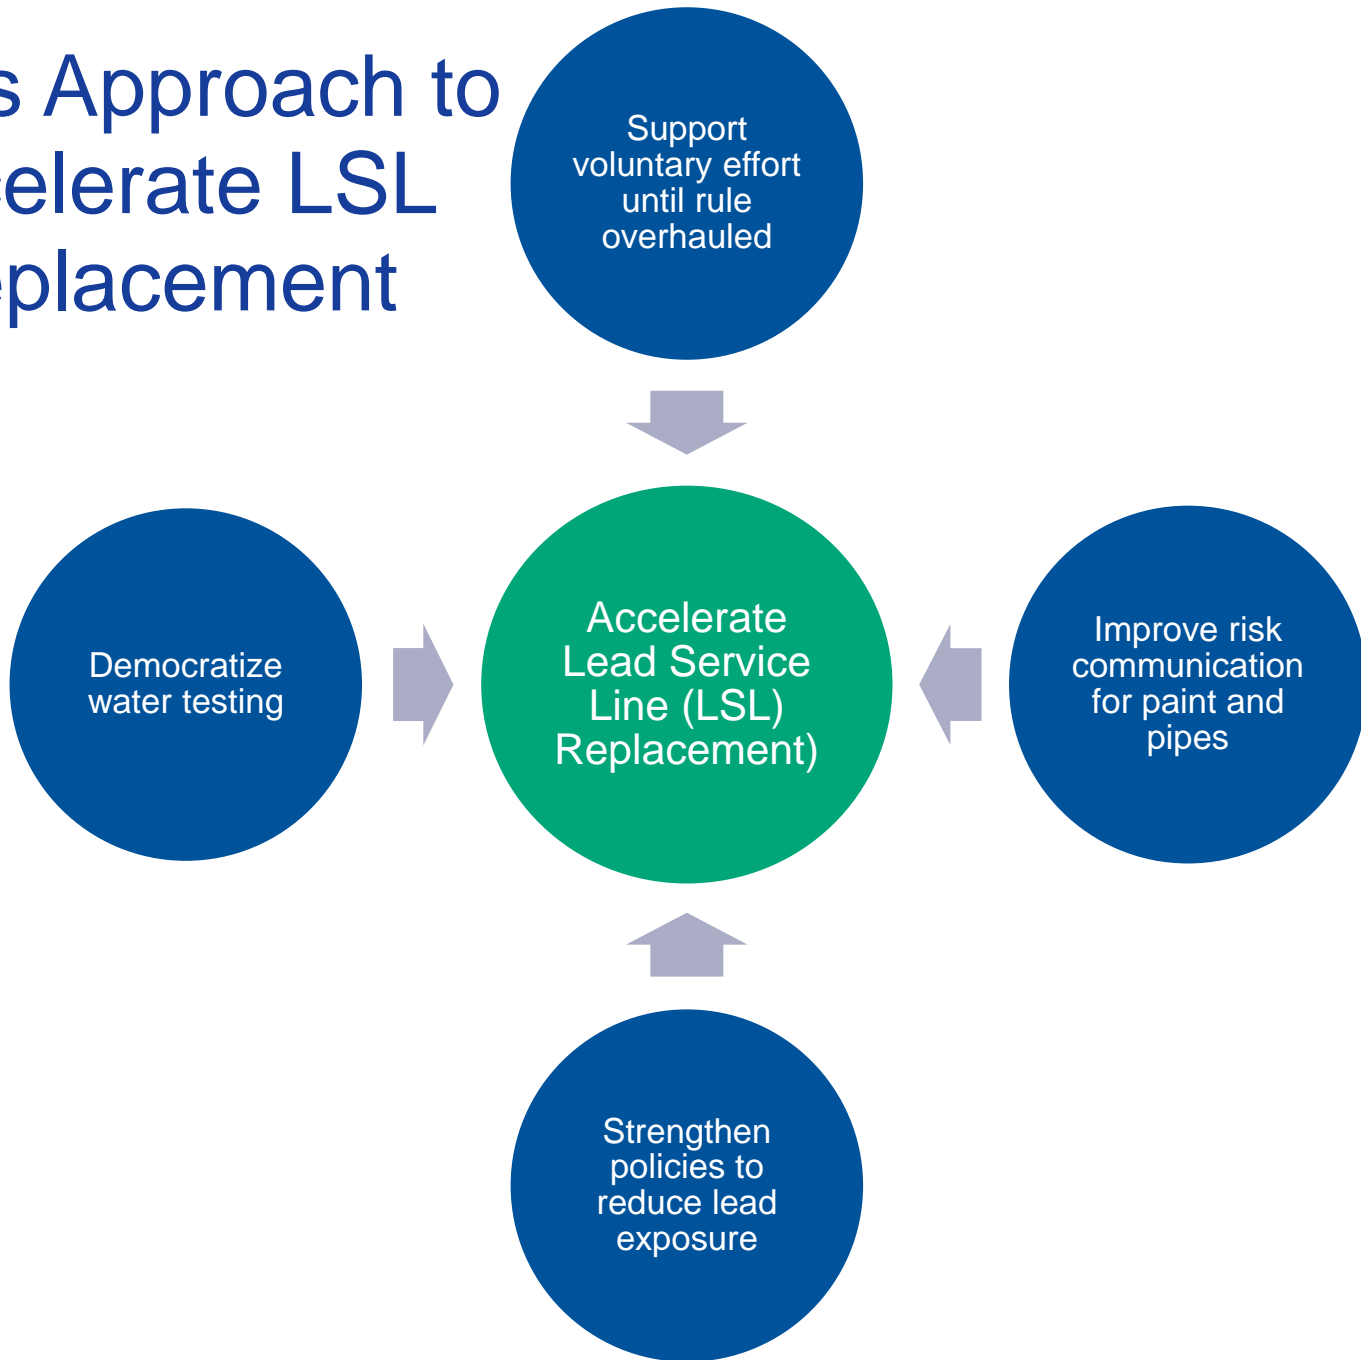 s Approach to
celerate LSL
eplacement
Support
voluntary effort
until rule
overhauled
Democratize
water testing
Accelerate
Lead Service
Line (LSL)
Replacement)
Improve risk
communication
for paint and
pipes
Strengthen
policies to
reduce lead
exposure